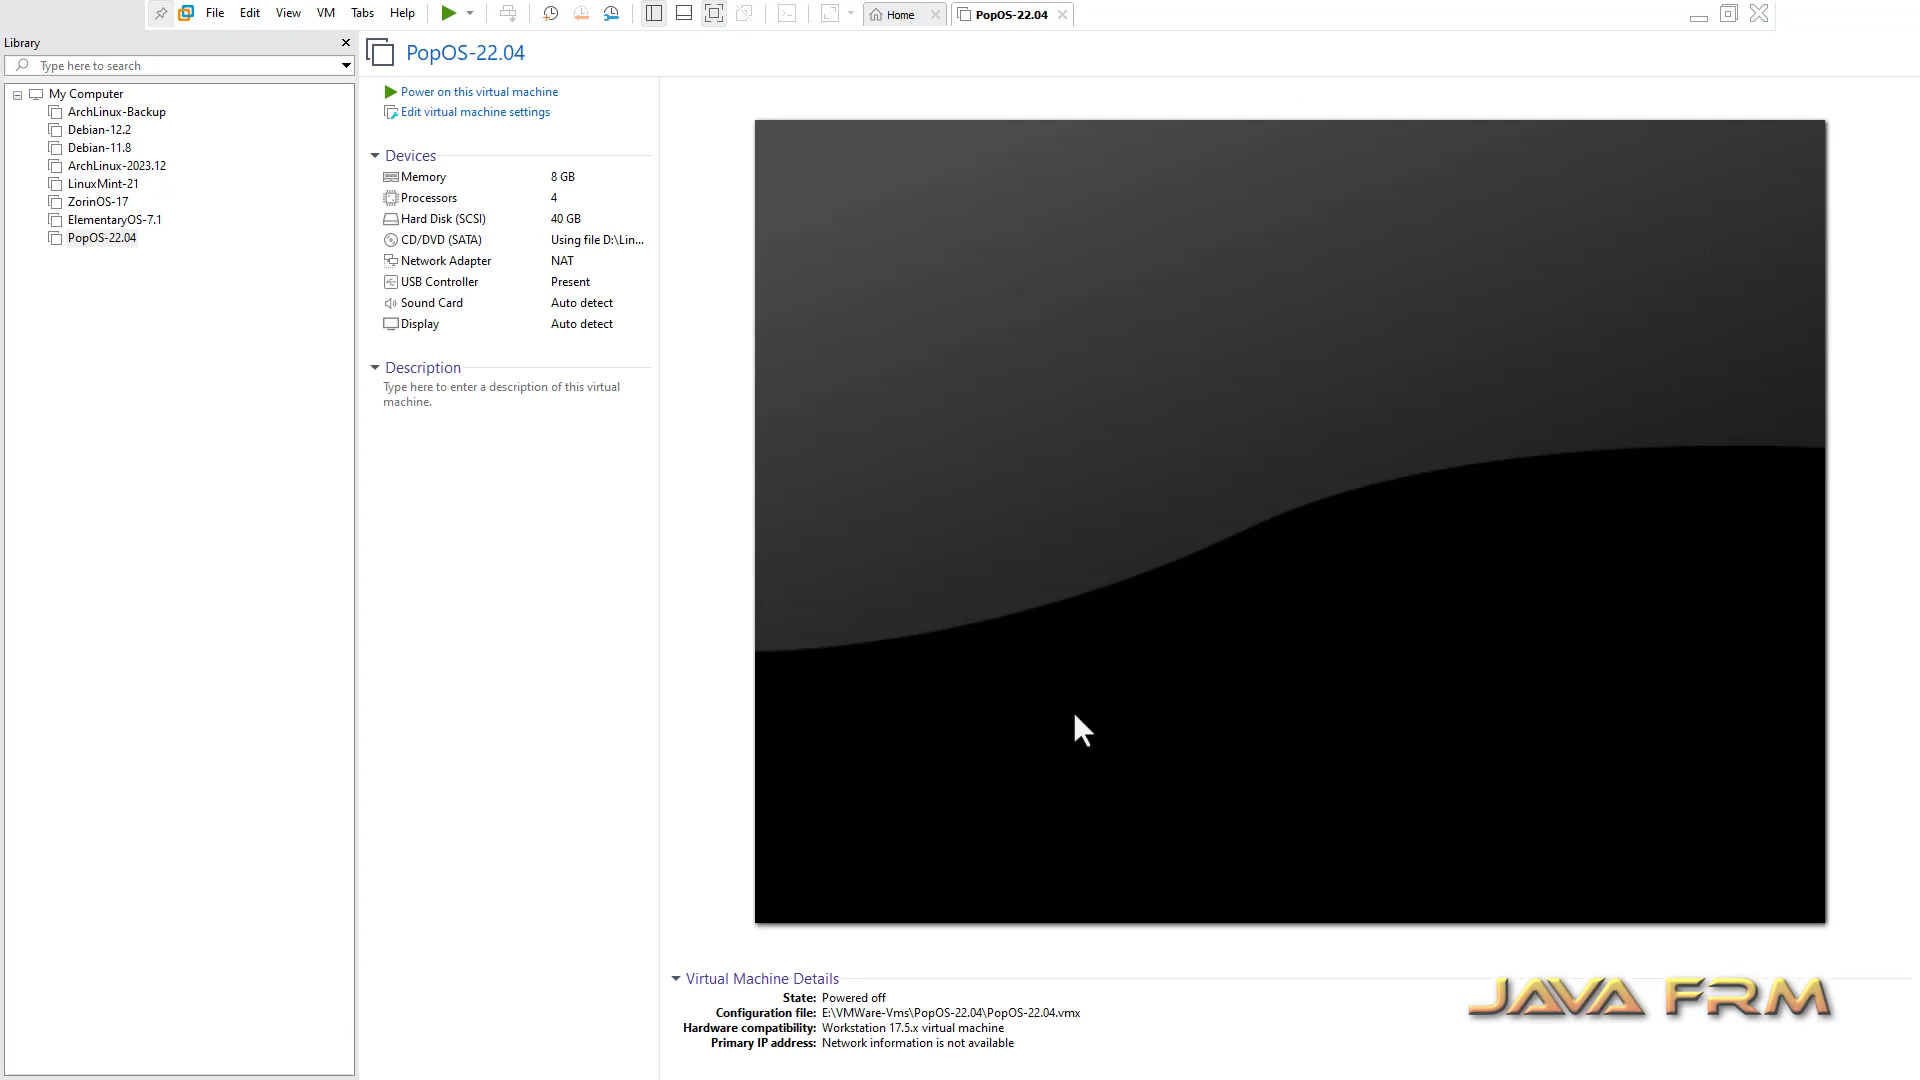 File Edit View VM Tabs Help Home PopOS-22.04
Library
Type here to search
My Computer
ArchLinux-Backup
Debian-12.2
Debian-11.8
ArchLinux-2023.12
LinuxMint-21
ZorinOS-17
ElementaryOS-7.1
PopOS-22.04
PopOS-22.04
Power on this virtual machine
Edit virtual machine settings
Devices
Memory 8 GB
Processors 4
Hard Disk (SCSI) 40 GB
CD/DVD (SATA) Using file D:\Lin...
Network Adapter NAT
USB Controller Present
Sound Card Auto detect
Display Auto detect
Description
Type here to enter a description of this virtual
machine.
Virtual Machine Details
State: Powered off
Configuration file: E:\VMWare-Vms\PopOS-22.04\PopOS-22.04.vmx
Hardware compatibility: Workstation 17.5.x virtual machine
Primary IP address: Network information is not available
JAVA FRM